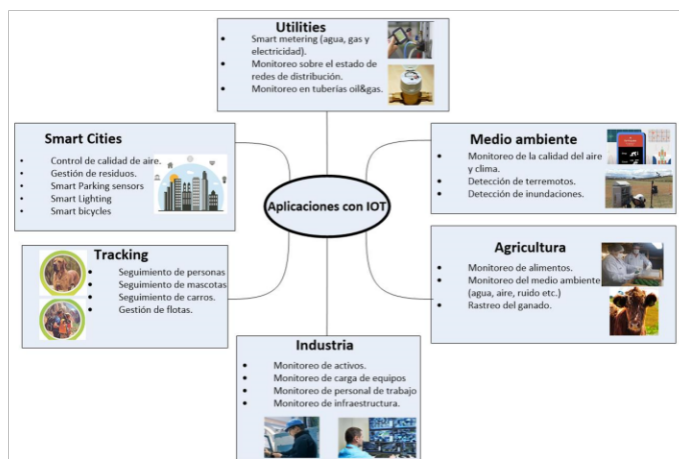 Utilities
• Smart metering (agua, gas y
electricidad).
• Monitoreo sobre el estado de
redes de distribución.
• Monitoreo en tuberías oil&gas.
Smart Cities
• Control de calidad de aire.
• Gestión de residuos.
• Smart Parking sensors
• Smart Lighting
• Smart bicycles
Medio ambiente
• Monitoreo de la calidad del aire
y clima.
• Detección de terremotos.
• Detección de inundaciones.
Aplicaciones con IOT
Tracking
• Seguimiento de personas
• Seguimiento de mascotas
• Seguimiento de carros.
• Gestión de flotas.
Agricultura
• Monitoreo de alimentos.
• Monitoreo del medio ambiente
(agua, aire, ruido etc.)
• Rastreo del ganado.
Industria
• Monitoreo de activos.
• Monitoreo de carga de equipos
• Monitoreo de personal de trabajo
• Monitoreo de infraestructura.